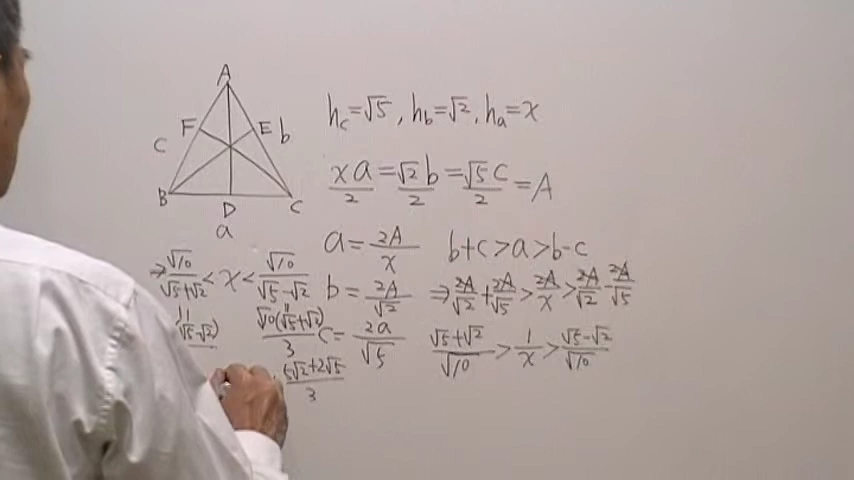 A
F E
c b
B D C
a
h_c=√5, h_b=√2, h_a=x
xa/2=√2b/2=√5c/2=A
a=2A/x b+c>a>b-c
⇒√10/(√5+√2)<x<√10/(√5-√2)
b=2A/√2 ⇒2A/√2+2A/√5>2A/x>2A/√2-2A/√5
√5-√2)
√10(√5+√2)/3
c=2a/√5 (√5+√2)/√10>1/x>(√5-√2)/√10
5√2+2√5/3